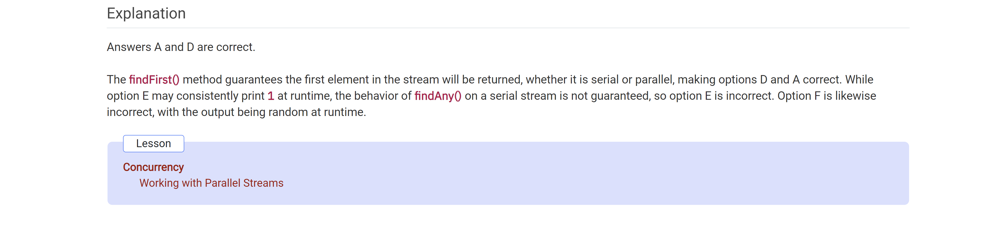 Explanation
Answers A and D are correct.
The findFirst() method guarantees the first element in the stream will be returned, whether it is serial or parallel, making options D and A correct. While
option E may consistently print 1 at runtime, the behavior of findAny() on a serial stream is not guaranteed, so option E is incorrect. Option F is likewise
incorrect, with the output being random at runtime.
Lesson
Concurrency
Working with Parallel Streams